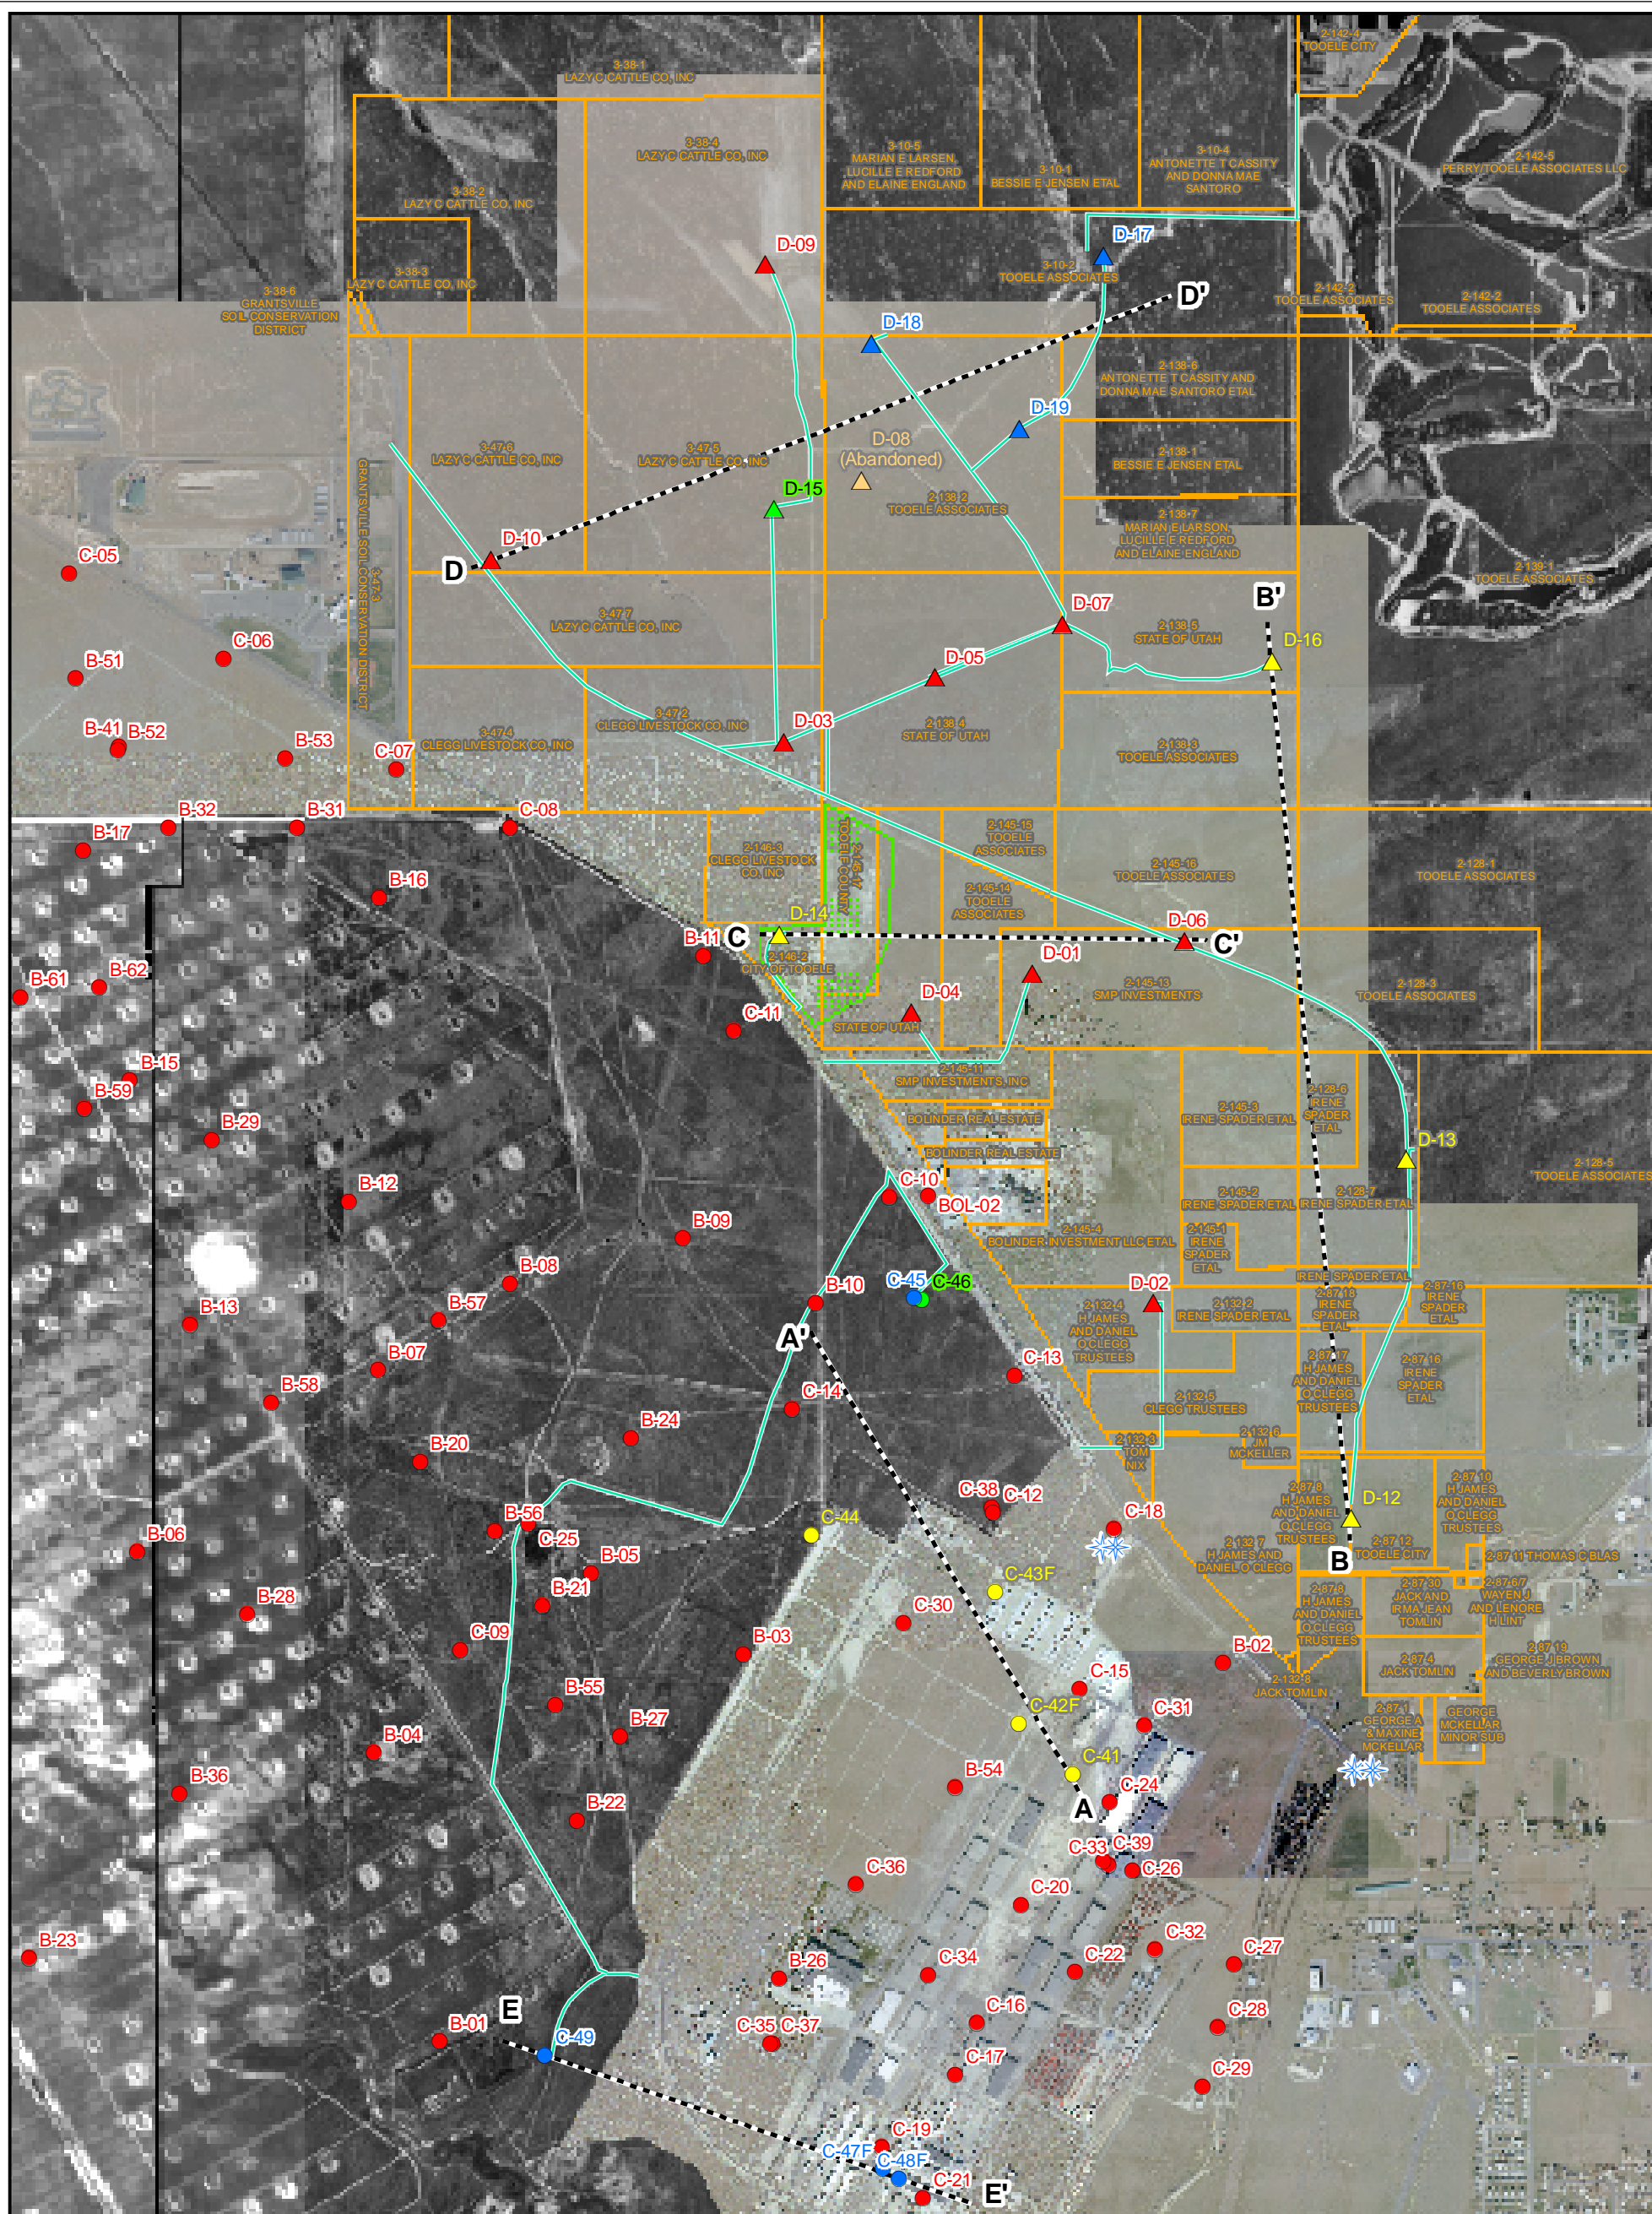 2-142-4
TOOELE CITY
3-38-1
LAZY C CATTLE CO, INC
3-38-4
LAZY C CATTLE CO, INC
3-10-5
MARIAN E LARSEN,
LUCILLE E REDFORD
AND ELAINE ENGLAND
3-10-1
BESSIE E JENSEN ETAL
3-10-4
ANTONETTE T CASSITY
AND DONNA MAE
SANTORO
2-142-5
PERRY/TOOELE ASSOCIATES LLC
3-38-2
LAZY C CATTLE CO, INC
D-09
D-17
3-10-2
TOOELE ASSOCIATES
3-38-3
LAZY C CATTLE CO, INC
3-38-6
GRANTSVILLE
SOIL CONSERVATION
DISTRICT
D'
2-142-2
TOOELE ASSOCIATES
2-142-2
TOOELE ASSOCIATES
D-18
2-138-6
ANTONETTE T CASSITY AND
DONNA MAE SANTORO ETAL
D-19
D-08
(Abandoned)
3-47-6
LAZY C CATTLE CO, INC
3-47-5
LAZY C CATTLE CO, INC
2-138-1
BESSIE E JENSEN ETAL
D-15
2-138-2
TOOELE ASSOCIATES
2-138-7
MARIAN E LARSON,
LUCILLE E REDFORD
AND ELAINE ENGLAND
D-10
D
C-05
2-139-1
TOOELE ASSOCIATES
GRANTSVILLE SOIL CONSERVATION DISTRICT
3-47-3
B'
D-07
3-47-7
LAZY C CATTLE CO, INC
2-138-5
STATE OF UTAH
D-16
C-06
B-51
D-05
3-47-2
CLEGG LIVESTOCK CO. INC
D-03
2-138-4
STATE OF UTAH
B-41
B-52
B-53
C-07
3-47-4
CLEGG LIVESTOCK CO, INC
2-138-3
TOOELE ASSOCIATES
B-32
B-31
C-08
B-17
2-146-3
CLEGG LIVESTOCK
CO, INC
2-145-17
TOOELE COUNTY
2-145-15
TOOELE
ASSOCIATES
2-145-16
TOOELE ASSOCIATES
2-128-1
TOOELE ASSOCIATES
B-16
2-145-14
TOOELE
ASSOCIATES
D-14
D-06
B-11
C
C'
D-01
2-146-2
CITY OF TOOELE
B-62
B-61
D-04
2-145-13
SMP INVESTMENTS
2-128-3
TOOELE ASSOCIATES
C-11
STATE OF UTAH
B-15
2-145-11
SMP INVESTMENTS, INC
B-59
2-128-6
IRENE
SPADER
ETAL
2-145-3
IRENE SPADER ETAL
BOLINDER REAL ESTATE
B-29
D-13
BOLINDER REAL ESTATE
2-128-5
TOOELE ASSOCIATES
C-10
BOL-02
B-12
2-145-2
IRENE SPADER ETAL
2-128-7
IRENE SPADER ETAL
B-09
2-145-4
BOLINDER INVESTMENT LLC ETAL
2-145-1
IRENE
SPADER
ETAL
B-08
C-45
C-46
D-02
IRENE SPADER ETAL
B-10
2-87-18
IRENE
SPADER
ETAL
2-87-16
IRENE
SPADER
ETAL
B-57
B-13
2-132-4
H JAMES
AND DANIEL
O CLEGG
TRUSTEES
2-132-2
IRENE SPADER ETAL
A'
B-07
C-13
2-87-17
H JAMES
AND DANIEL
O CLEGG
TRUSTEES
2-87-16
IRENE
SPADER
ETAL
B-58
C-14
2-132-5
CLEGG TRUSTEES
B-24
2-132-3
TOM
NIX
2-132-6
JM
MCKELLER
B-20
2-87-8
H JAMES
AND DANIEL
O CLEGG
TRUSTEES
D-12
2-87-10
H JAMES
AND DANIEL
O CLEGG
TRUSTEES
C-38
C-12
B-56
C-44
C-18
2-87-12
TOOELE CITY
B-06
C-25
2-132-7
H JAMES AND
DANIEL O CLEGG
B
2-87-11 THOMAS C BLAS
B-05
C-43F
B-21
B-28
2-87-8
H JAMES
AND DANIEL
O CLEGG
TRUSTEES
2-87-30
JACK AND
IRMA JEAN
TOMLIN
2-87-6/7
WAYEN J
AND LENORE
H LINT
C-30
C-09
B-03
B-02
2-87-4
JACK TOMLIN
2-87-19
GEORGE J BROWN
AND BEVERLY BROWN
C-15
2-132-8
JACK TOMLIN
B-55
C-42F
C-31
2-87-1
GEORGE A
& MAXINE
MCKELLAR
GEORGE
MCKELLAR
MINOR SUB
B-27
B-04
C-41
B-54
C-24
B-36
A
B-22
C-33
C-39
C-26
C-36
C-20
B-23
C-32
C-27
B-26
C-34
C-22
E
C-16
C-28
B-01
C-49
C-35
C-37
C-17
C-29
C-19
C-47F
C-48F
C-21
E'